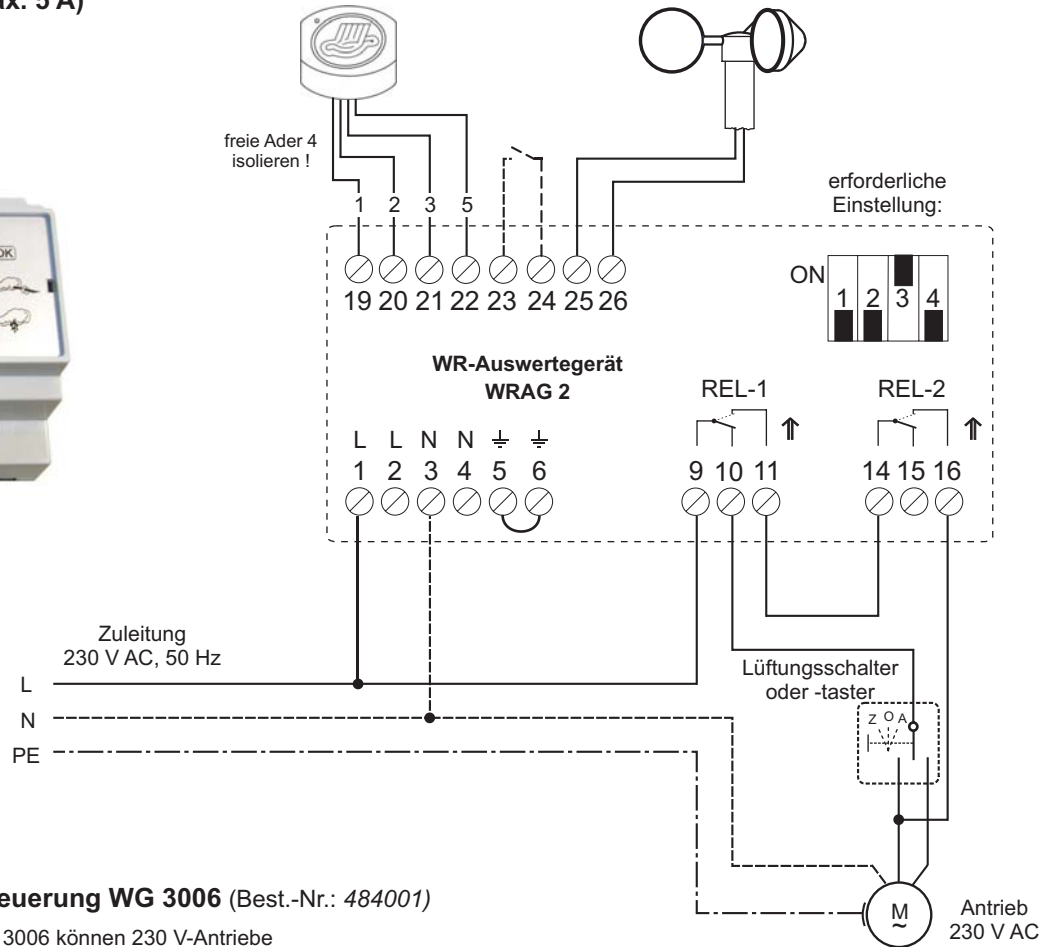 ax. 5 A)
freie Ader 4
isolieren !
1 2 3 5
erforderliche
Einstellung:
19 20 21 22 23 24 25 26
ON
1 2 3 4
OK
WR-Auswertegerät
WRAG 2
REL-1
REL-2
L L N N
1 2 3 4 5 6
9 10 11
14 15 16
Zuleitung
230 V AC, 50 Hz
L
N
PE
Lüftungsschalter
oder -taster
Z O A
M
~
Antrieb
230 V AC
euerung WG 3006 (Best.-Nr.: 484001)
3006 können 230 V-Antriebe